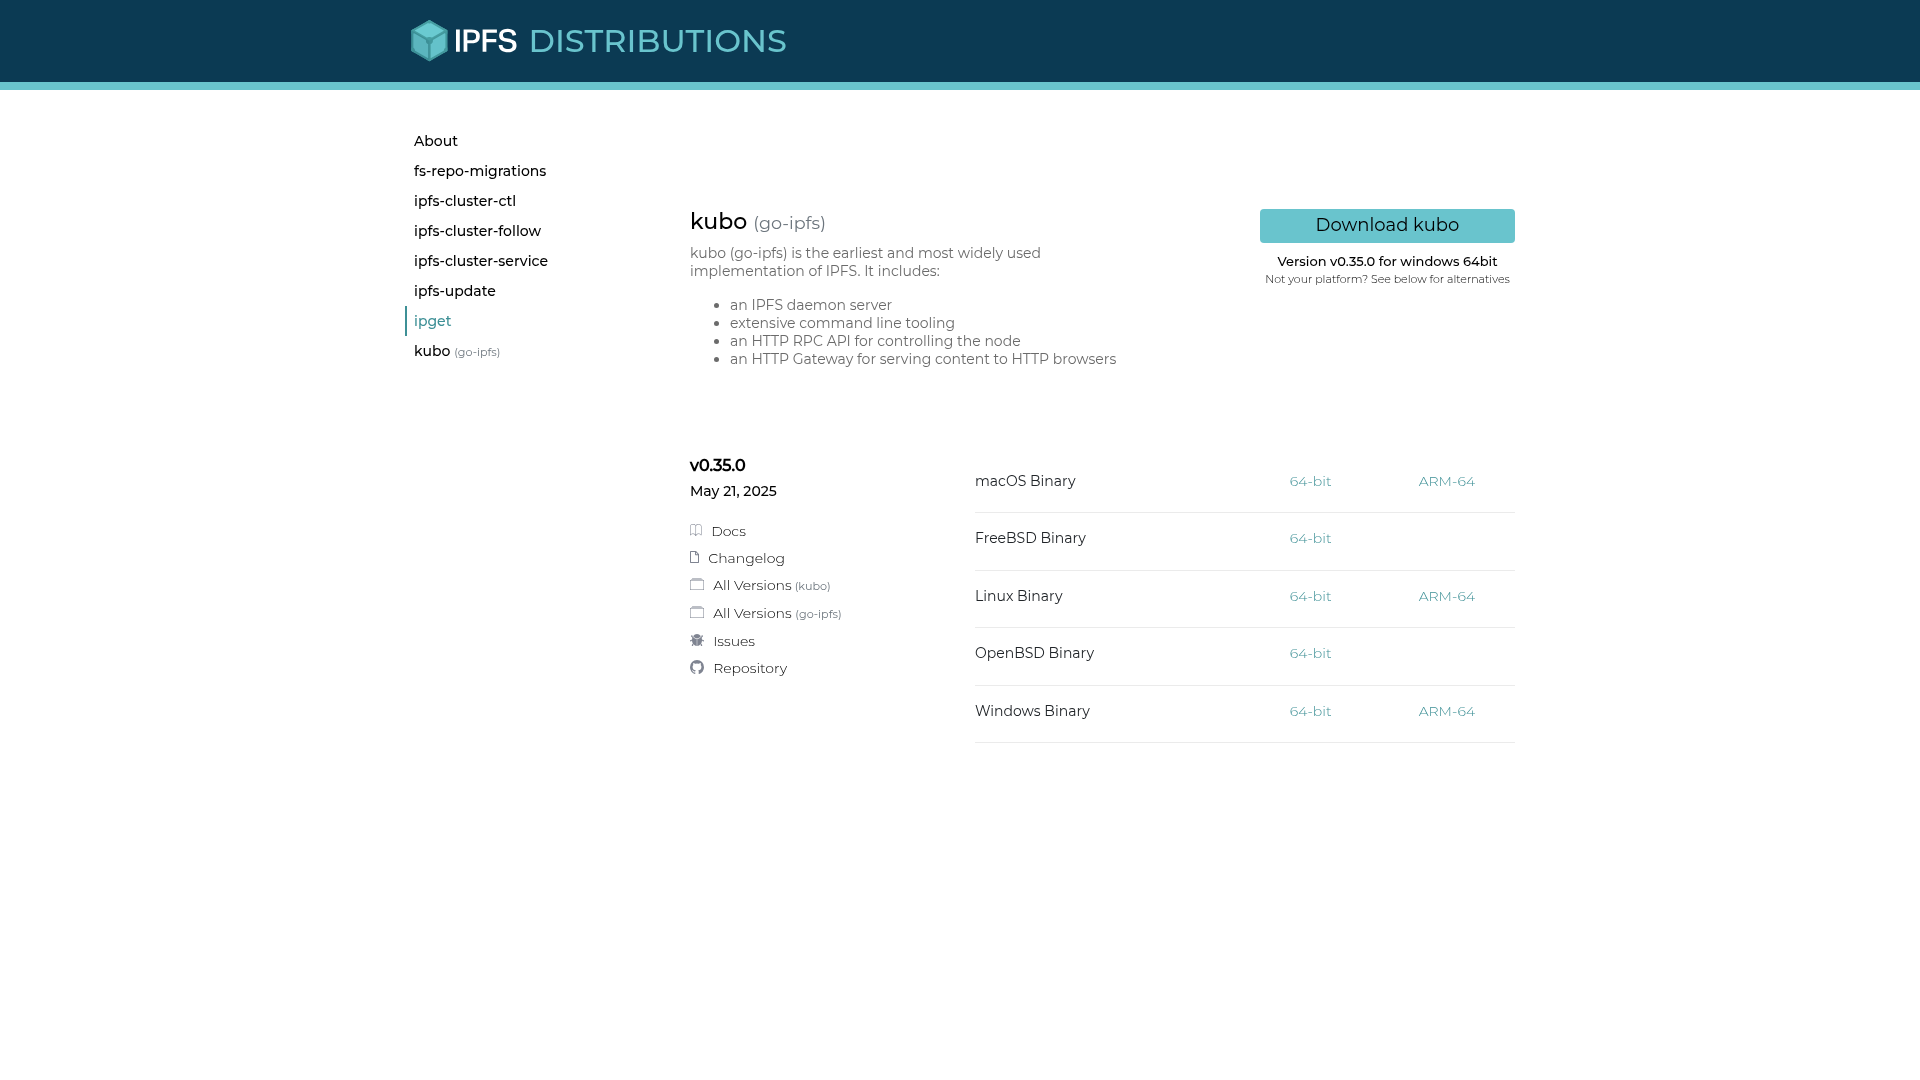 IPFS DISTRIBUTIONS
About
fs-repo-migrations
ipfs-cluster-ctl
ipfs-cluster-follow
ipfs-cluster-service
ipfs-update
ipget
kubo (go-ipfs)
kubo (go-ipfs)
kubo (go-ipfs) is the earliest and most widely used
implementation of IPFS. It includes:
• an IPFS daemon server
• extensive command line tooling
• an HTTP RPC API for controlling the node
• an HTTP Gateway for serving content to HTTP browsers
Download kubo
Version v0.35.0 for windows 64bit
Not your platform? See below for alternatives
v0.35.0
May 21, 2025
Docs
Changelog
All Versions (kubo)
All Versions (go-ipfs)
Issues
Repository
macOS Binary 64-bit ARM-64
FreeBSD Binary 64-bit
Linux Binary 64-bit ARM-64
OpenBSD Binary 64-bit
Windows Binary 64-bit ARM-64